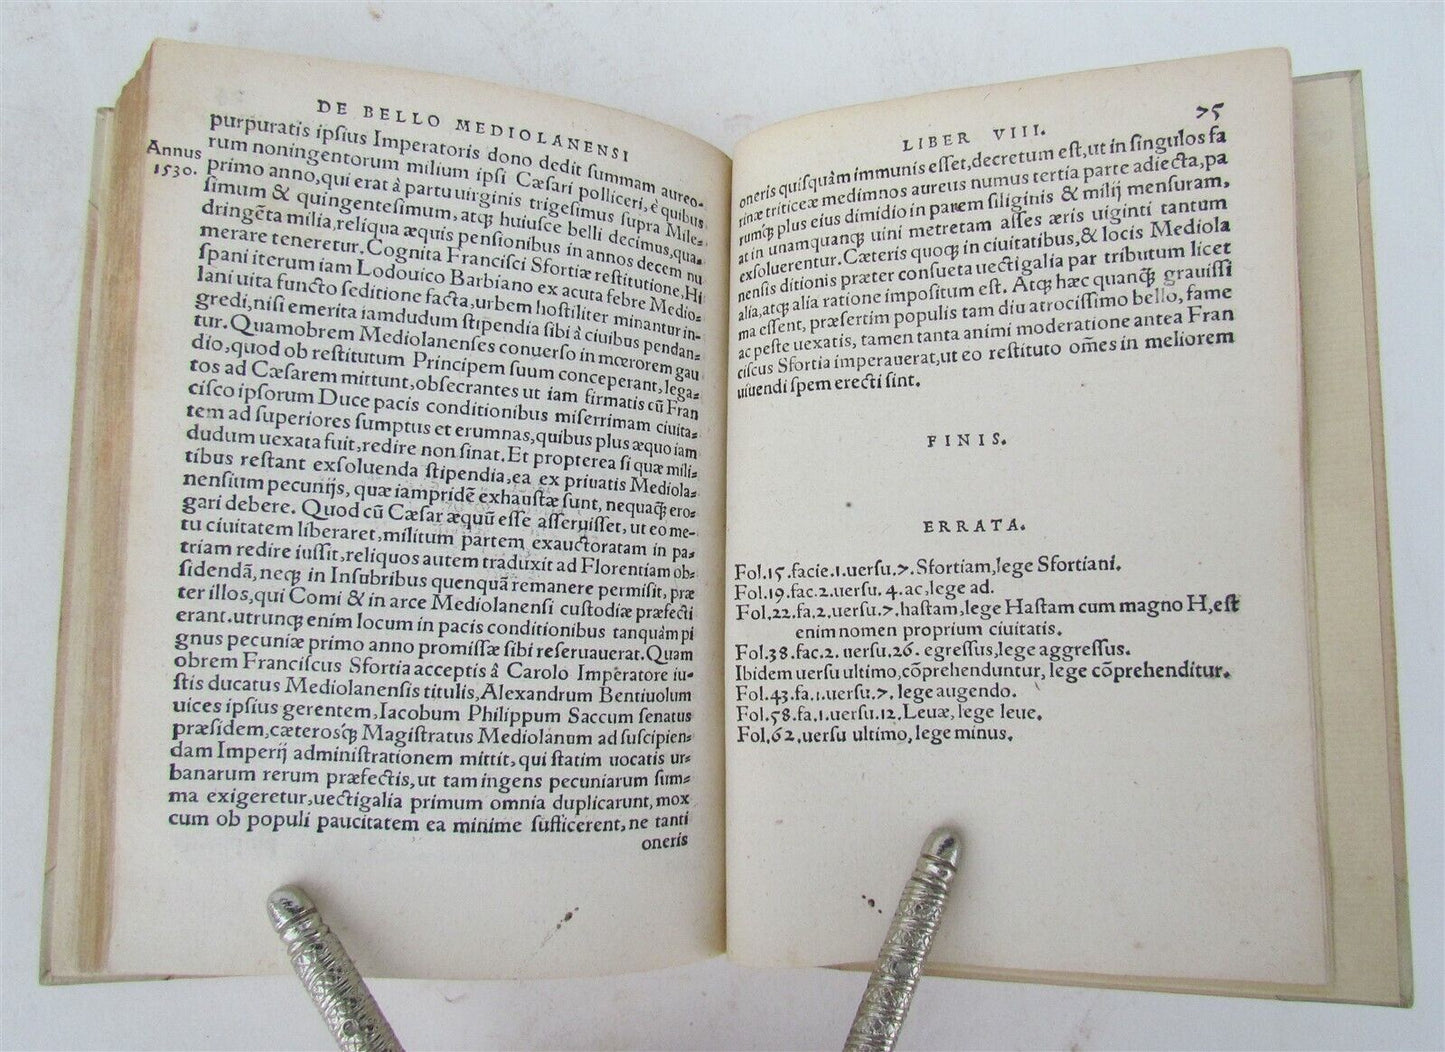 DE BELLO MEDIOLANENSI
purpuratis ipſius Imperatoris dono dedit ſummam aureo⸗
Annus
1530.
rum noningentorum milium ipſi Cæſari polliceri, è quibus
primo anno, qui erat à partu uirginis trigeſimus ſupra Mile⸗
ſimum & quingenteſimum, atq; huiuſce belli decimus, qua⸗
dringēta milia, reliqua æquis penſionibus in annos decem nu
merare teneretur. Cognita Franciſci Sfortiæ reſtitutione, Hi
ſpani iterum iam Lodouico Barbiano ex acuta febre Medio⸗
lani uita functo ſeditione facta, urbem hoſtiliter minantur in⸗
gredi, niſi emerita iamdudum ſtipendia ſibi à ciuibus pendan⸗
tur. Quamobrem Mediolanenſes conuerſo in mœrorem gau
dio, quod ob reſtitutum Principem ſuum conceperant, lega⸗
tos ad Cæſarem mittunt, obſecrantes ut iam firmatis cū Fran
ciſco ipſorum Duce pacis conditionibus miſerrimam ciuita⸗
tem ad ſuperiores ſumptus et erumnas, quibus plus æquo iam
dudum uexata fuit, redire non ſinat. Et propterea ſi quæ mili⸗
tibus reſtant exſoluenda ſtipendia, ea ex priuatis Mediola⸗
nenſium pecunijs, quæ iampridē exhauſtæ ſunt, nequaq̃ ero⸗
gari debere. Quod cū Cæſar æquū eſſe aſſeruiſſet, ut eo me⸗
tu ciuitatem liberaret, militum partem exauctoratam in pa⸗
triam redire iuſſit, reliquos autem traduxit ad Florentiam ob⸗
ſidendā, neq; in Inſubribus quenquā remanere permiſit, præ
ter illos, qui Comi & in arce Mediolanenſi cuſtodiæ præfecti
erant. utrunq; enim locum in pacis conditionibus tanquàm pi
gnus pecuniæ primo anno promiſſæ ſibi reſeruauerat. Quam
obrem Franciſcus Sfortia acceptis â Carolo Imperatore iu⸗
ſtis ducatus Mediolanenſis titulis, Alexandrum Bentiuolum
uices ipſius gerentem, Iacobum Philippum Saccum ſenatus
præſidem, cæterosq; Magiſtratus Mediolanum ad ſuſcipien⸗
dam Imperij adminiſtrationem mittit, qui ſtatim uocatis ur⸗
banarum rerum præfectis, ut tam ingens pecuniarum ſum⸗
ma exigeretur, uectigalia primum omnia duplicarunt, mox
cum ob populi paucitatem ea minime ſufficerent, ne tanti
oneris
LIBER VIII.
75
oneris quiſquàm immunis eſſet, decretum eſt, ut in ſingulos fa
rinæ triticeæ medimnos aureus numus tertia parte adiecta, pa
rumq; plus eius dimidio in parem ſiliginis & milij menſuram,
at in unamquanq; uini metretam aſſes æris uiginti tantum
exſoluerentur. Cæteris quoq; in ciuitatibus, & locis Mediola
nenſis ditionis præter conſueta uectigalia par tributum licet
alia, atq; alia ratione impoſitum eſt. Atq; hæc quanq̃ grauiſſi
ma eſſent, præſertim populis tam diu atrociſſimo bello, fame
ac peſte uexatis, tamen tanta animi moderatione antea Fran
ciſcus Sfortia imperauerat, ut eo reſtituto om̄es in meliorem
uiuendi ſpem erecti ſint.
FINIS.
ERRATA.
Fol. 15. facie. 1. uerſu. 7. Sfortiam, lege Sfortiani.
Fol. 19. fac. 2. uerſu. 4. ac, lege ad.
Fol. 22. fa. 2. uerſu. 7. haſtam, lege Haſtam cum magno H, eſt
enim nomen proprium ciuitatis.
Fol. 38. fac. 2. uerſu. 26. egreſſus, lege aggreſſus.
Ibidem uerſu ultimo, cōprehenduntur, lege cōprehenditur.
Fol. 43. fa. 1. uerſu. 7. lege augendo.
Fol. 58. fa. 1. uerſu. 12. Leuæ, lege leue.
Fol. 62. uerſu ultimo, lege minus.